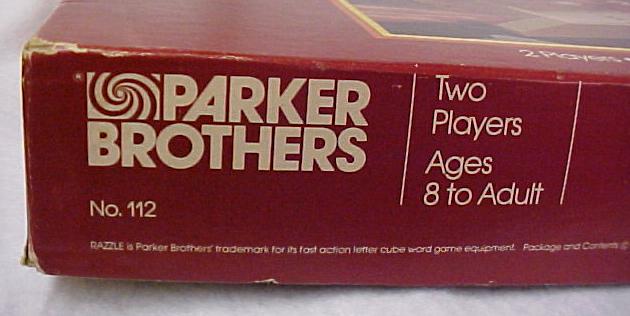 2 Players
® PARKER
BROTHERS
No. 112
Two
Players
Ages
8 to Adult
RAZZLE is Parker Brothers' trademark for its fast action letter cube word game equipment. Package and Contents ©